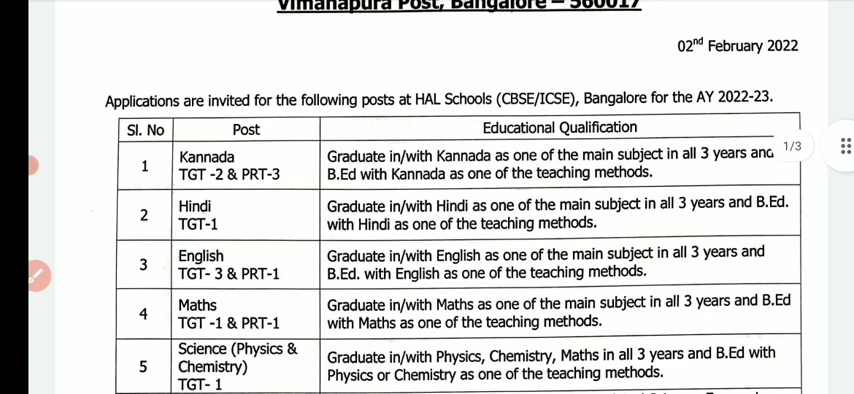 Vimanapura Post, Bangalore – 560017
02nd February 2022
Applications are invited for the following posts at HAL Schools (CBSE/ICSE), Bangalore for the AY 2022-23.
Sl. No Post Educational Qualification
1 Kannada
TGT -2 & PRT-3
Graduate in/with Kannada as one of the main subject in all 3 years and
B.Ed with Kannada as one of the teaching methods.
1/3
2 Hindi
TGT-1
Graduate in/with Hindi as one of the main subject in all 3 years and B.Ed.
with Hindi as one of the teaching methods.
3 English
TGT- 3 & PRT-1
Graduate in/with English as one of the main subject in all 3 years and
B.Ed. with English as one of the teaching methods.
4 Maths
TGT -1 & PRT-1
Graduate in/with Maths as one of the main subject in all 3 years and B.Ed
with Maths as one of the teaching methods.
5 Science (Physics &
Chemistry)
TGT- 1
Graduate in/with Physics, Chemistry, Maths in all 3 years and B.Ed with
Physics or Chemistry as one of the teaching methods.